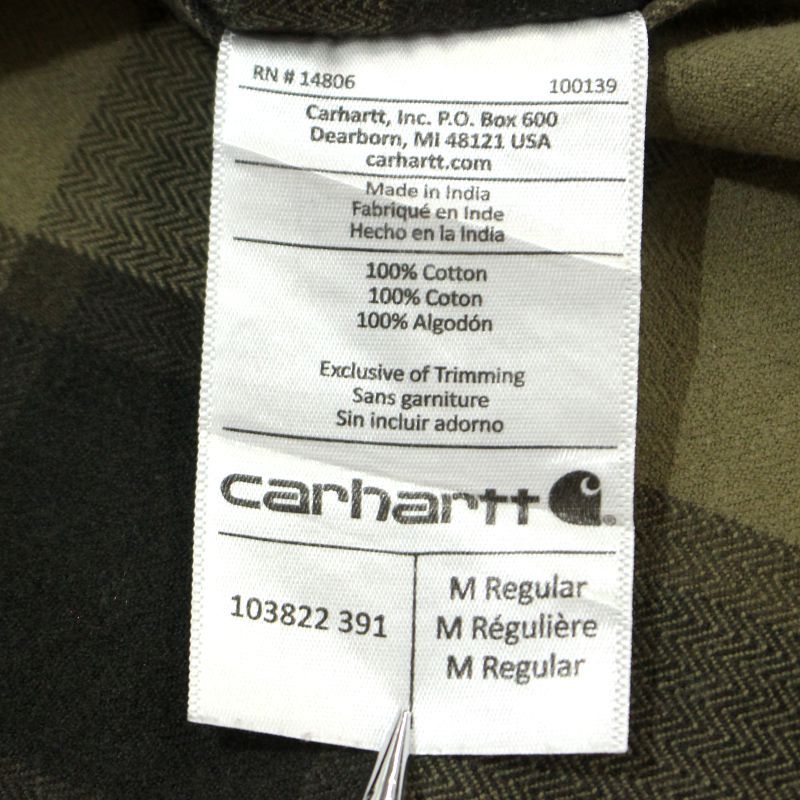 RN # 14806 100139
Carhartt, Inc. P.O. Box 600
Dearborn, MI 48121 USA
carhartt.com
Made in India
Fabriqué en Inde
Hecho en la India
100% Cotton
100% Coton
100% Algodón
Exclusive of Trimming
Sans garniture
Sin incluir adorno
carhartt ®
103822 391
M Regular
M Régulière
M Regular